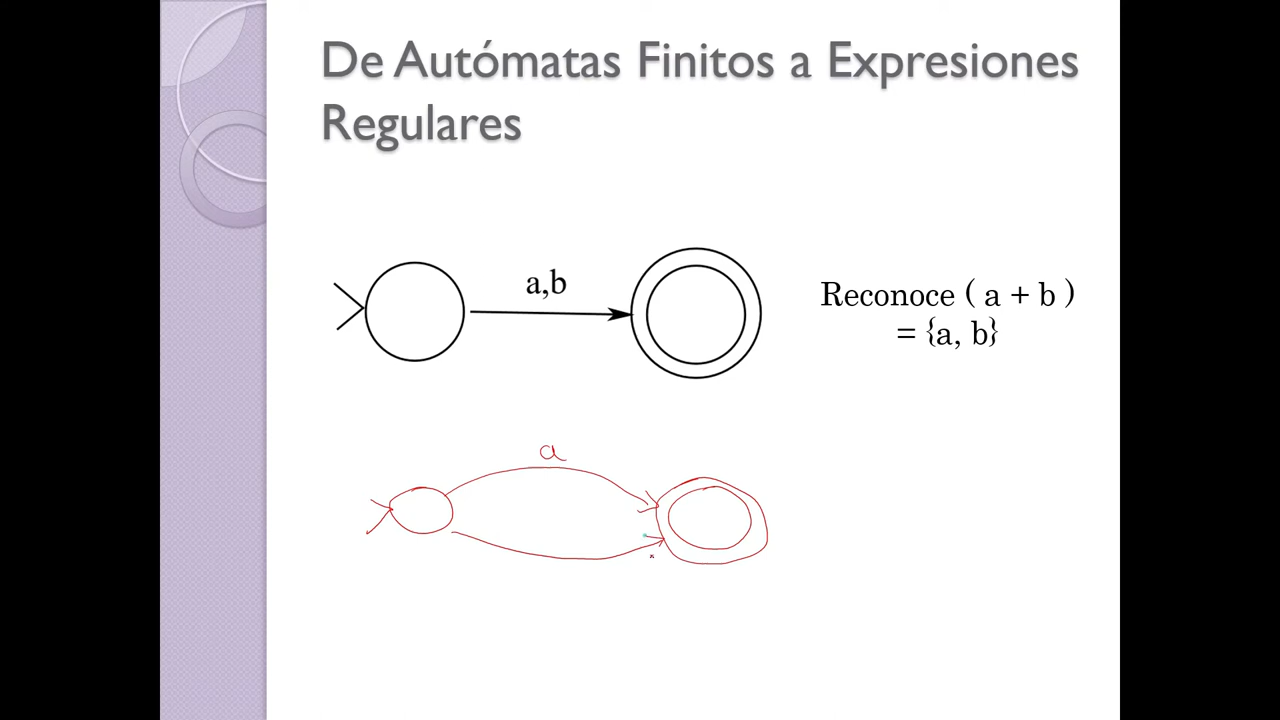 De Autómatas Finitos a Expresiones
Regulares
a,b
Reconoce ( a + b )
= {a, b}
a